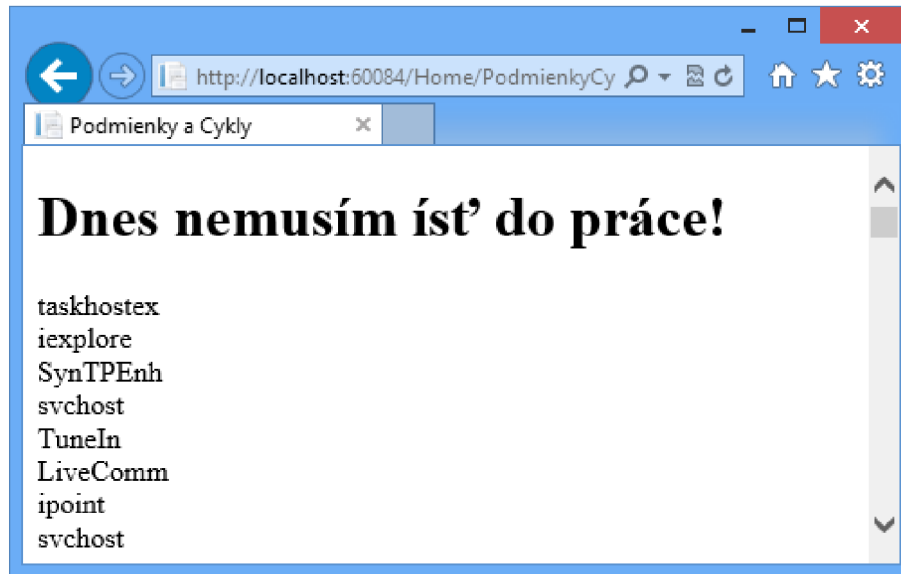 http://localhost:60084/Home/PodmienkyCy
Podmienky a Cykly
Dnes nemusím ísť do práce!
taskhostex
iexplore
SynTPEnh
svchost
TuneIn
LiveComm
ipoint
svchost